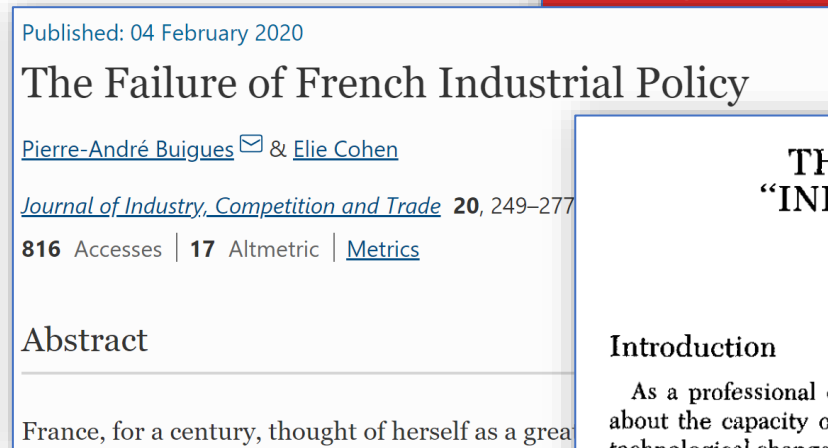 Published: 04 February 2020
The Failure of French Industrial Policy
Pierre-André Buigues & Elie Cohen
Journal of Industry, Competition and Trade 20, 249–277
816 Accesses | 17 Altmetric | Metrics
Abstract
France, for a century, thought of herself as a
Introduction
As a professional
about the capacity